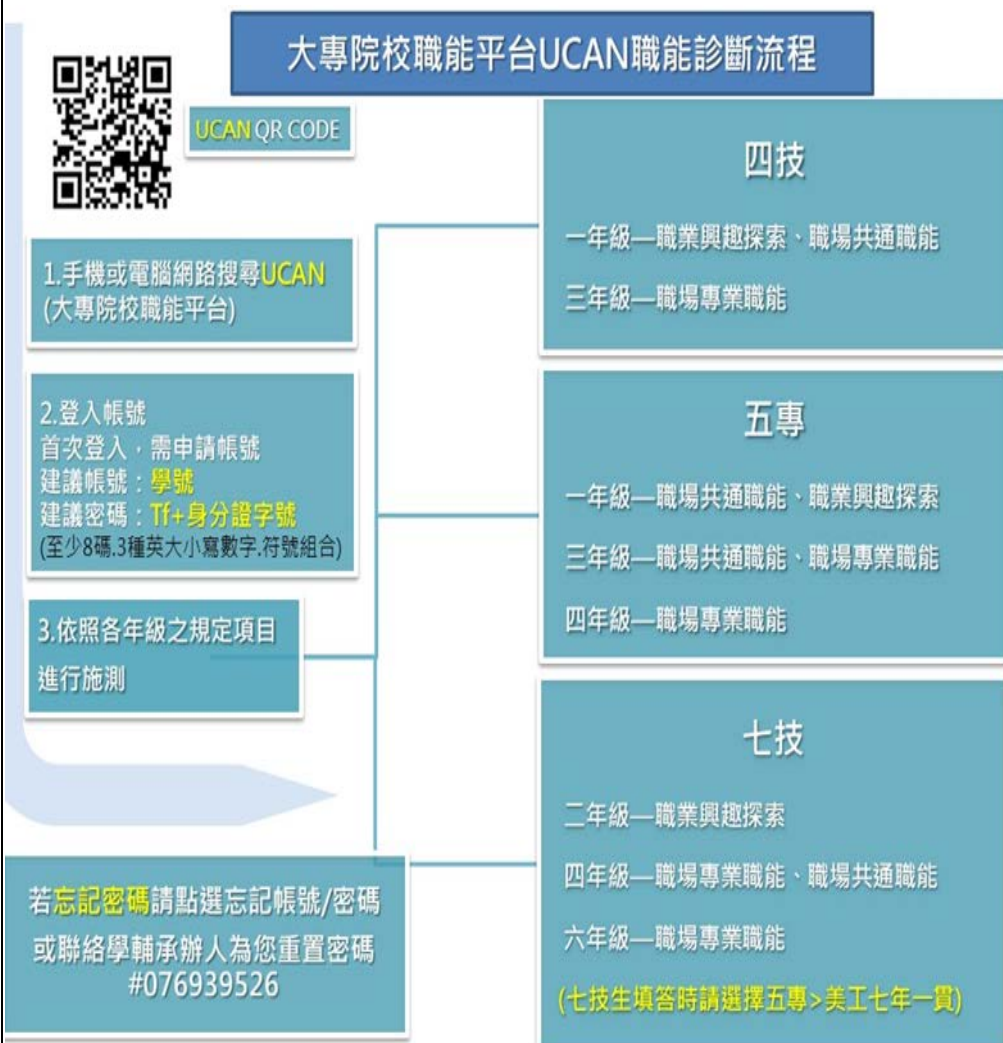 大專院校職能平台UCAN職能診斷流程
UCAN QR CODE
1.手機或電腦網路搜尋UCAN
(大專院校職能平台)
2.登入帳號
首次登入，需申請帳號
建議帳號：學號
建議密碼：Tf+身分證字號
(至少8碼.3種英大小寫數字.符號組合)
3.依照各年級之規定項目
進行施測
若忘記密碼請點選忘記帳號/密碼
或聯絡學輔承辦人為您重置密碼
#076939526
四技
一年級—職業興趣探索、職場共通職能
三年級—職場專業職能
五專
一年級—職場共通職能、職業興趣探索
三年級—職場共通職能、職場專業職能
四年級—職場專業職能
七技
二年級—職業興趣探索
四年級—職場專業職能、職場共通職能
六年級—職場專業職能
(七技生填答時請選擇五專>美工七年一貫)